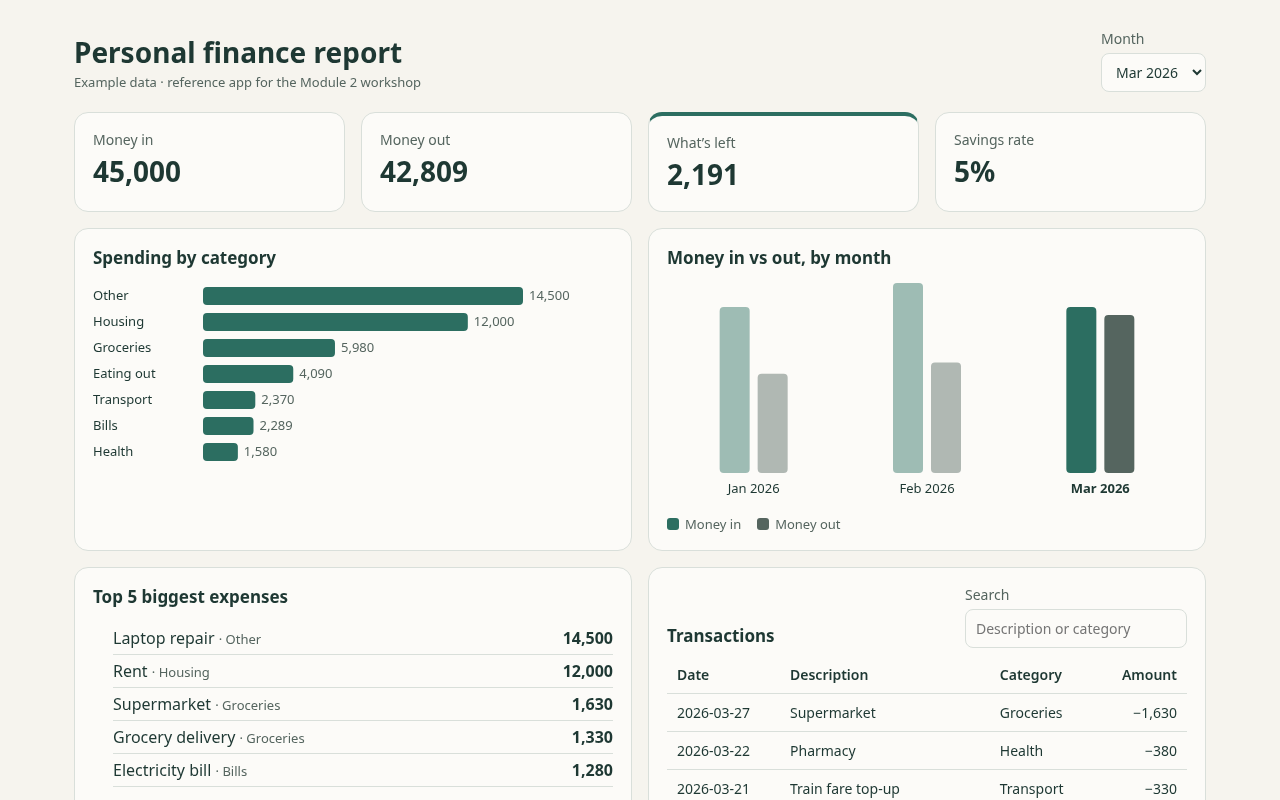 Personal finance report
Example data · reference app for the Module 2 workshop
Month
Mar 2026
Money in
45,000
Money out
42,809
What’s left
2,191
Savings rate
5%
Spending by category
Other 14,500
Housing 12,000
Groceries 5,980
Eating out 4,090
Transport 2,370
Bills 2,289
Health 1,580
Money in vs out, by month
Jan 2026 Feb 2026 Mar 2026
Money in Money out
Top 5 biggest expenses
Laptop repair · Other 14,500
Rent · Housing 12,000
Supermarket · Groceries 1,630
Grocery delivery · Groceries 1,330
Electricity bill · Bills 1,280
Transactions
Search
Description or category
Date Description Category Amount
2026-03-27 Supermarket Groceries −1,630
2026-03-22 Pharmacy Health −380
2026-03-21 Train fare top-up Transport −330